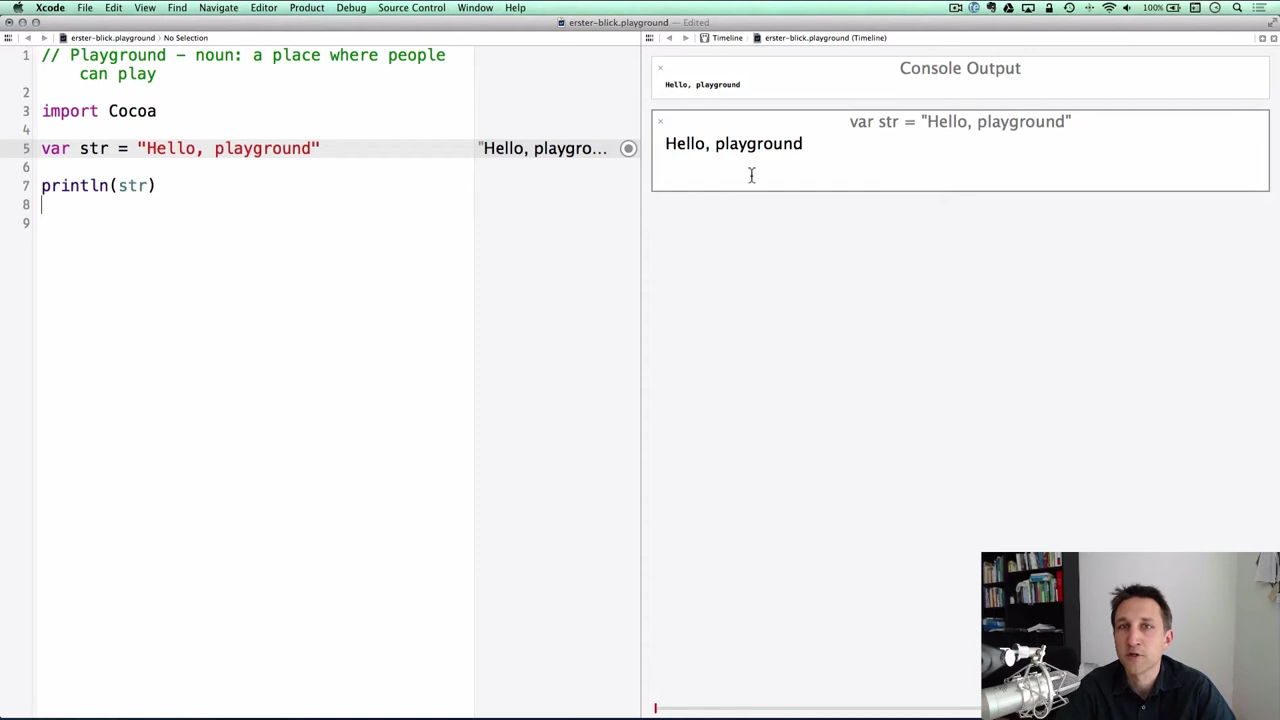 Xcode File Edit View Find Navigate Editor Product Debug Source Control Window Help 100%
erster-blick.playground — Edited
erster-blick.playground › No Selection
Timeline › erster-blick.playground (Timeline)
1 // Playground – noun: a place where people
can play
2
3 import Cocoa
4
5 var str = "Hello, playground"
"Hello, playgro...
6
7 println(str)
8
9
Console Output
Hello, playground
var str = "Hello, playground"
Hello, playground